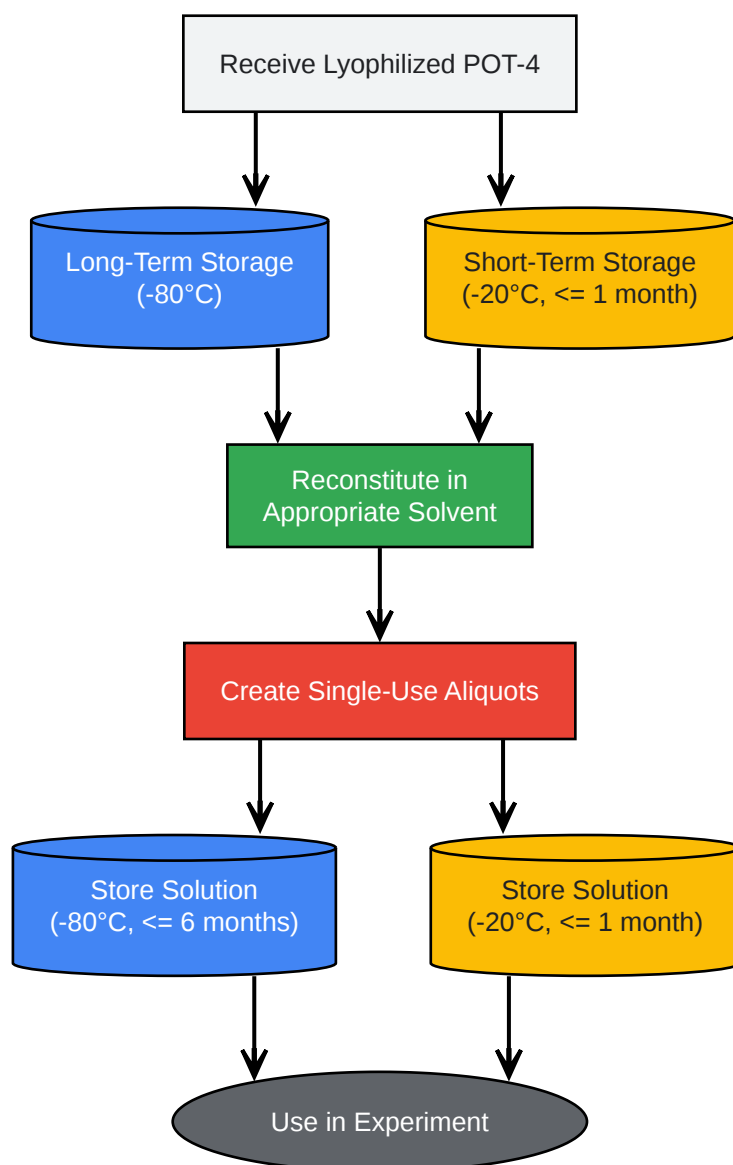 Receive Lyophilized POT-4
Long-Term Storage
(-80°C)
Short-Term Storage
(-20°C, <= 1 month)
Reconstitute in
Appropriate Solvent
Create Single-Use Aliquots
Store Solution
(-80°C, <= 6 months)
Store Solution
(-20°C, <= 1 month)
Use in Experiment